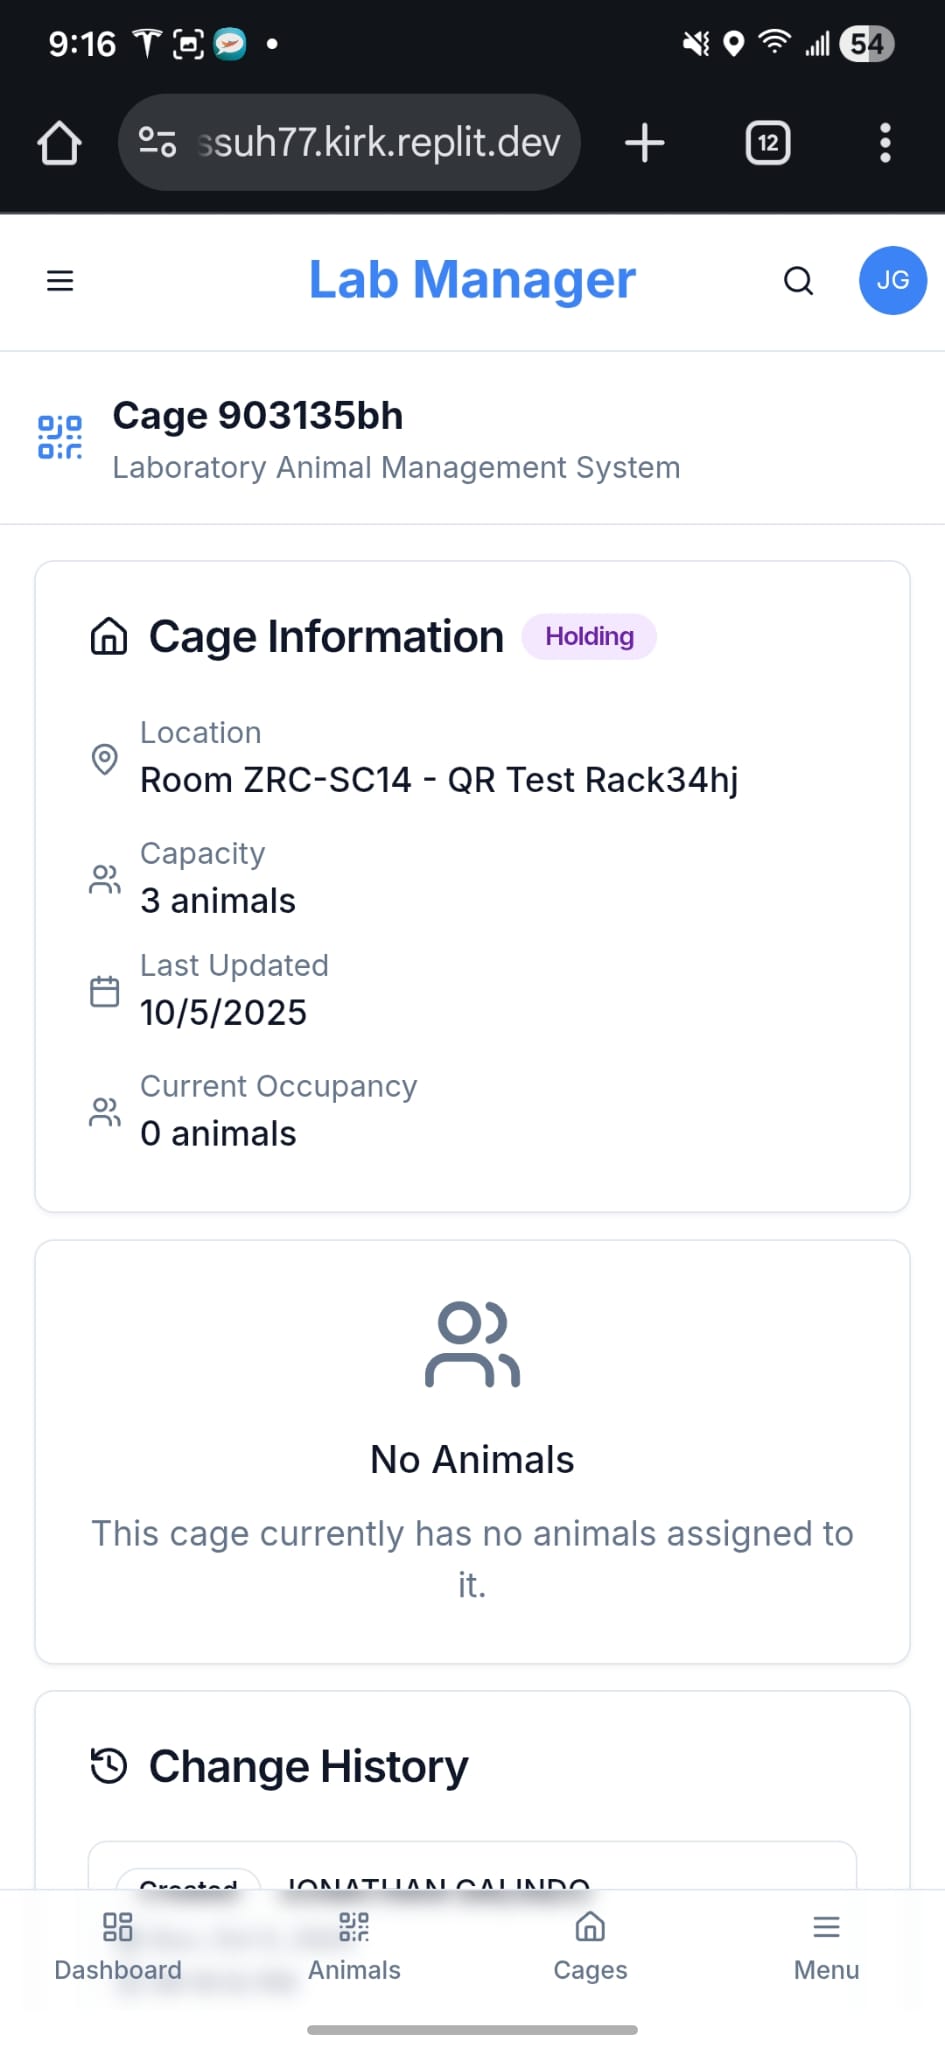 9:16
54
ssuh77.kirk.replit.dev
12
Lab Manager
JG
Cage 903135bh
Laboratory Animal Management System
Cage Information
Holding
Location
Room ZRC-SC14 - QR Test Rack34hj
Capacity
3 animals
Last Updated
10/5/2025
Current Occupancy
0 animals
No Animals
This cage currently has no animals assigned to
it.
Change History
Created JONATHAN GALINDO
Dashboard
Animals
Cages
Menu